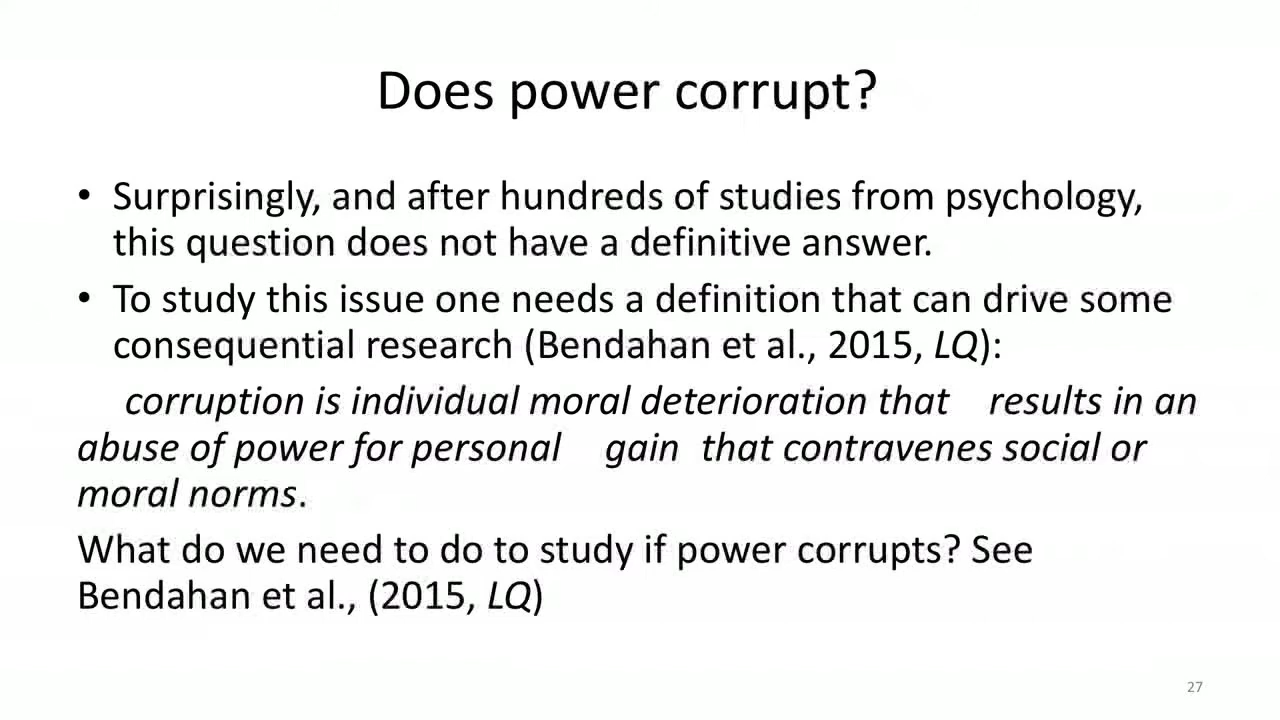 Does power corrupt?
• Surprisingly, and after hundreds of studies from psychology,
this question does not have a definitive answer.
• To study this issue one needs a definition that can drive some
consequential research (Bendahan et al., 2015, LQ):
corruption is individual moral deterioration that results in an
abuse of power for personal gain that contravenes social or
moral norms.
What do we need to do to study if power corrupts? See
Bendahan et al., (2015, LQ)
27